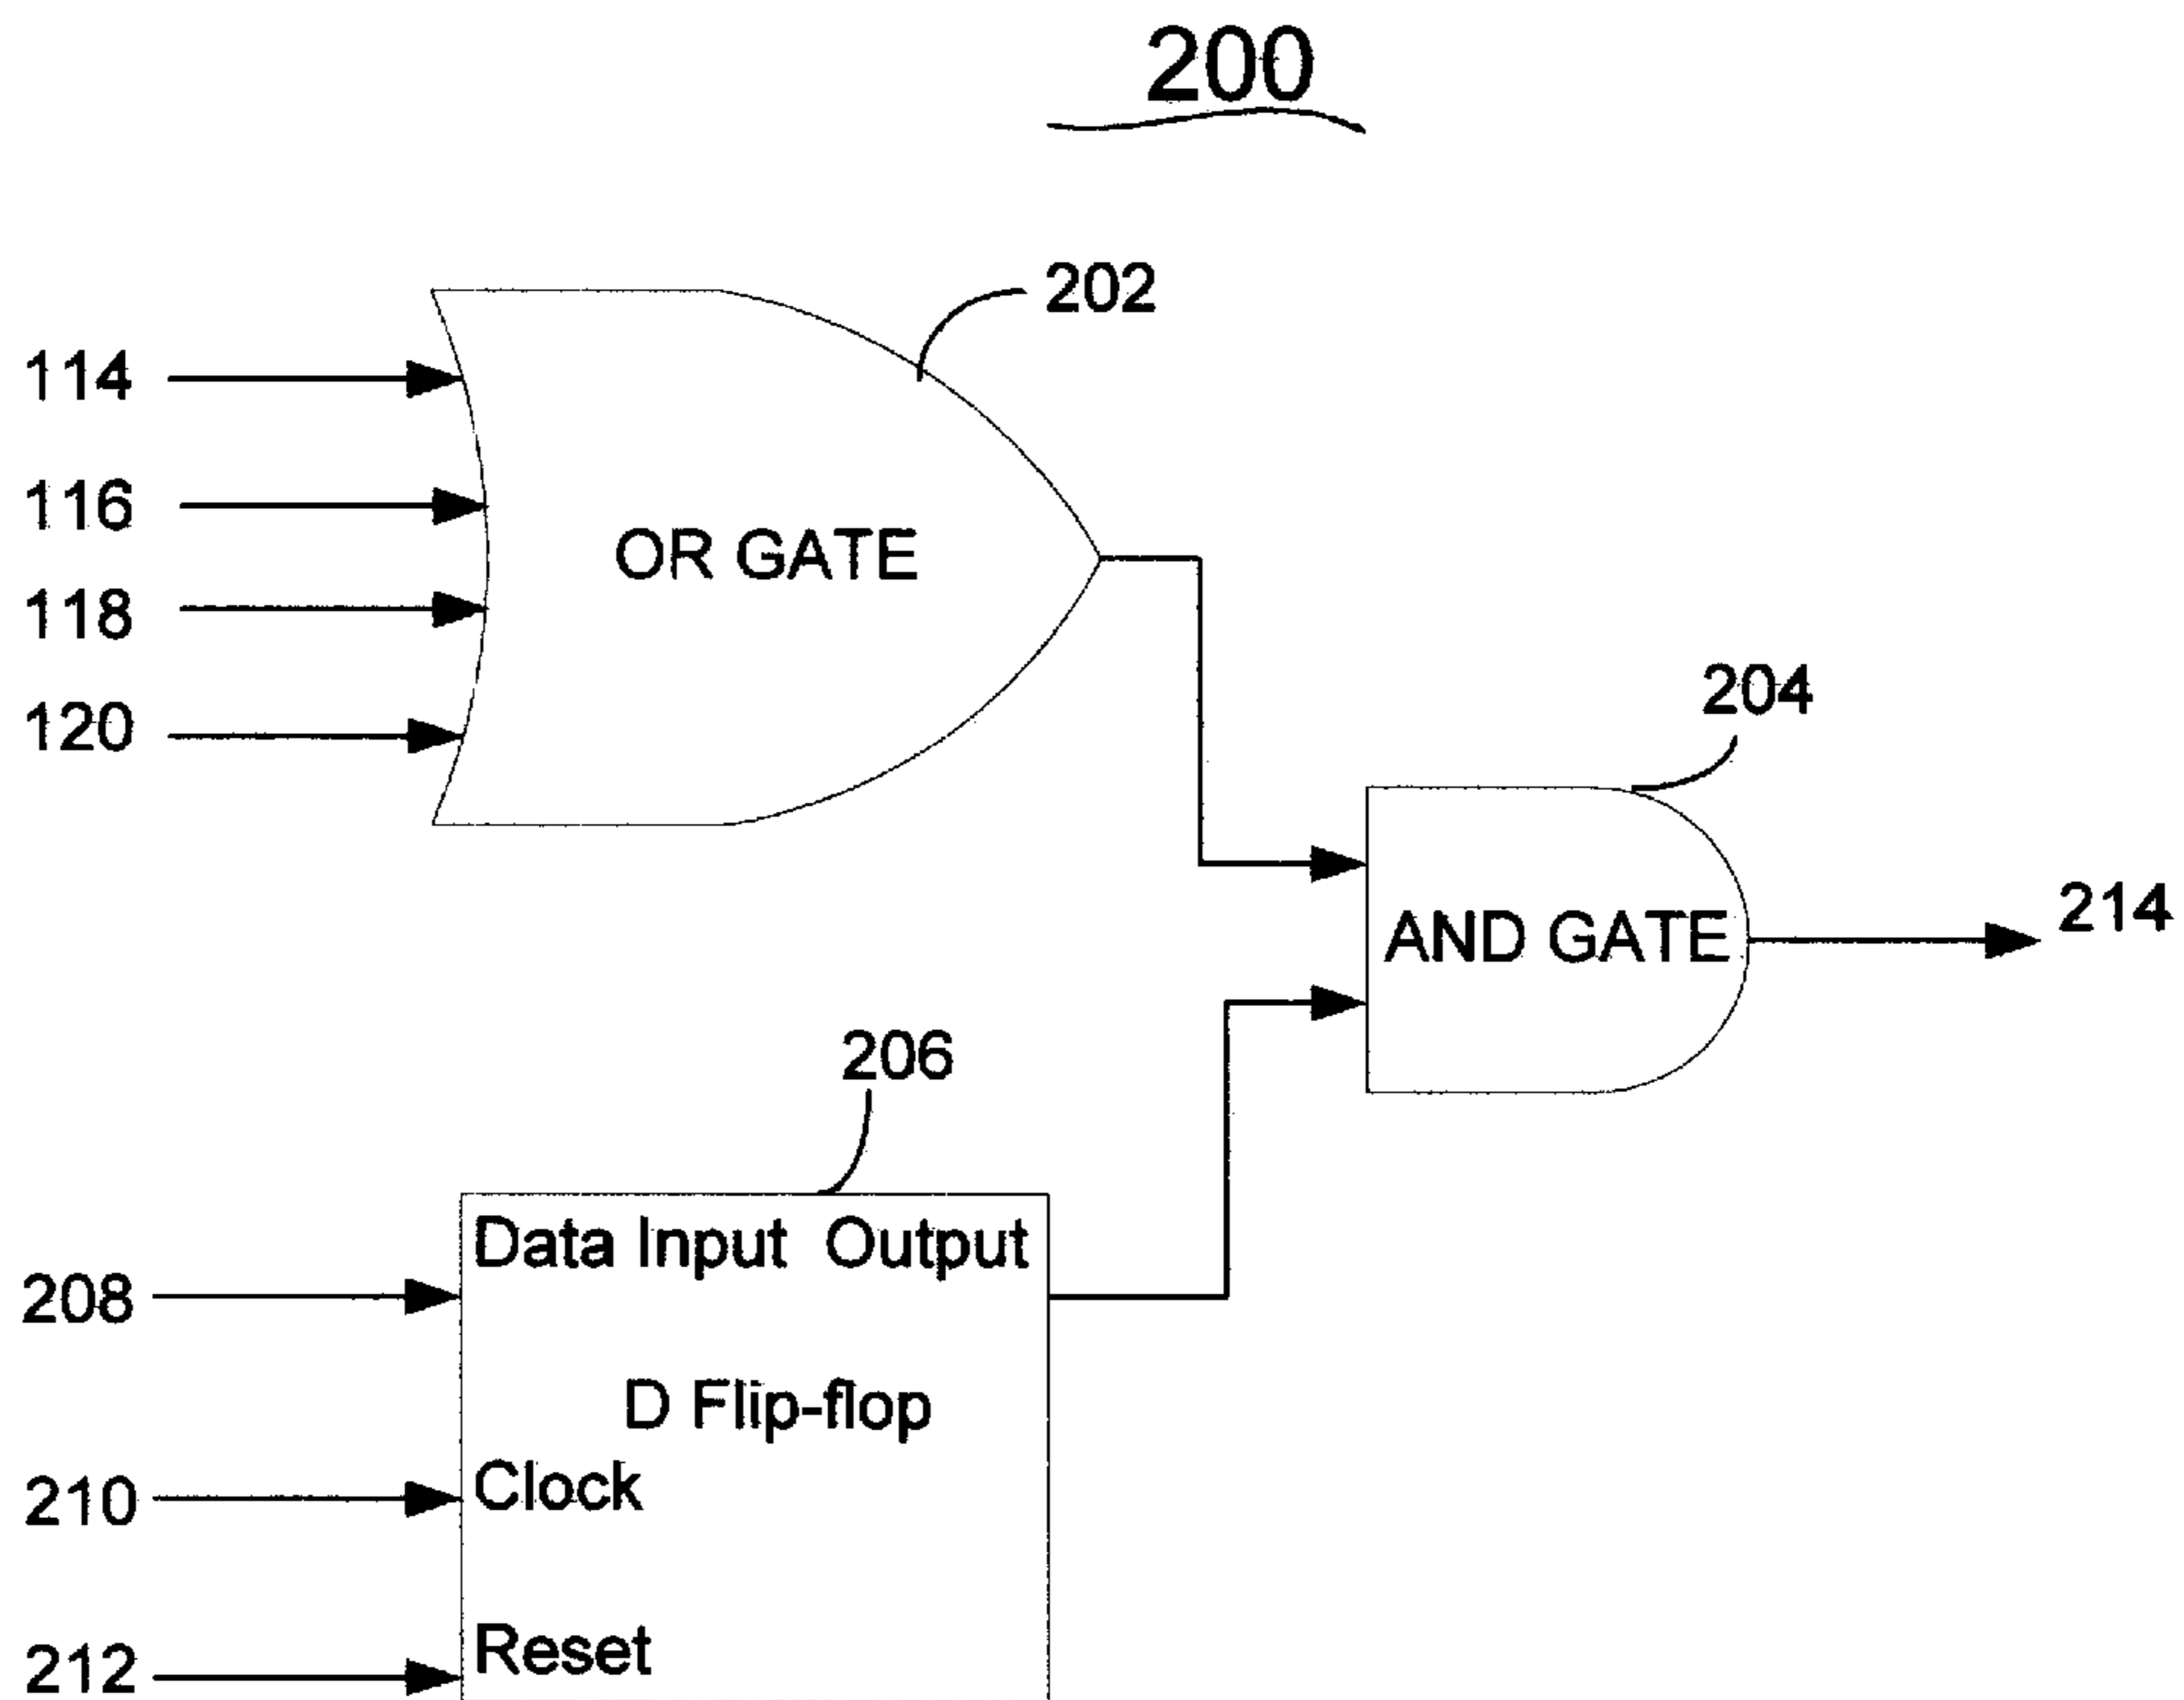 200
202
114
116
OR GATE
118
120
204
AND GATE
214
206
Data Input Output
208
D Flip-flop
Clock
210
Reset
212